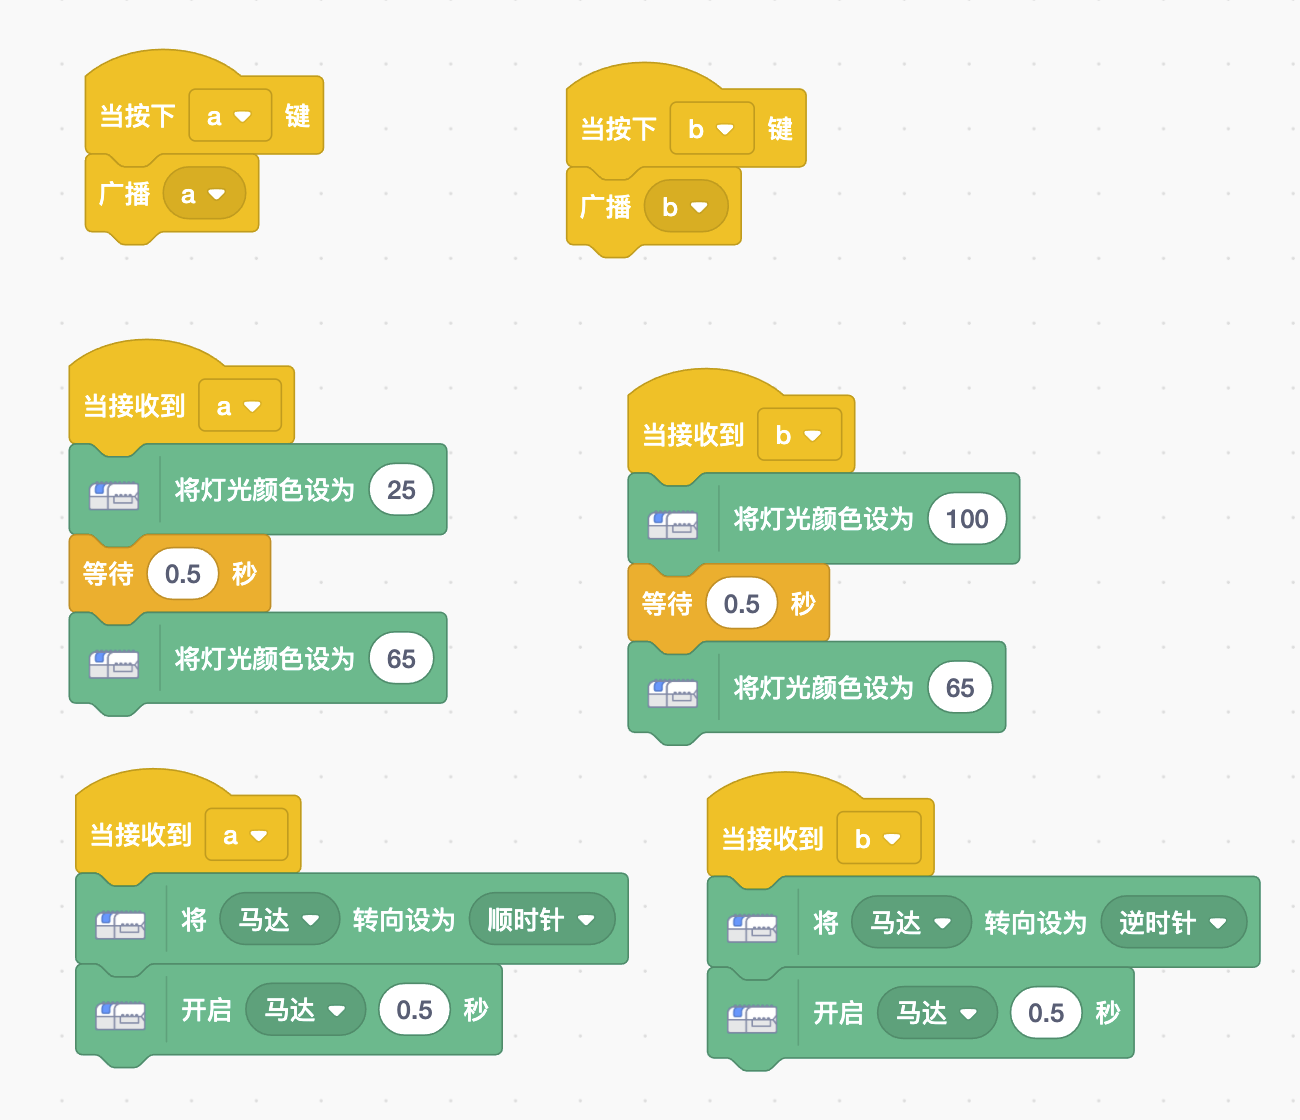 当按下 a 键
广播 a
当按下 b 键
广播 b
当接收到 a
将灯光颜色设为 25
等待 0.5 秒
将灯光颜色设为 65
当接收到 b
将灯光颜色设为 100
等待 0.5 秒
将灯光颜色设为 65
当接收到 a
将 马达 转向设为 顺时针
开启 马达 0.5 秒
当接收到 b
将 马达 转向设为 逆时针
开启 马达 0.5 秒